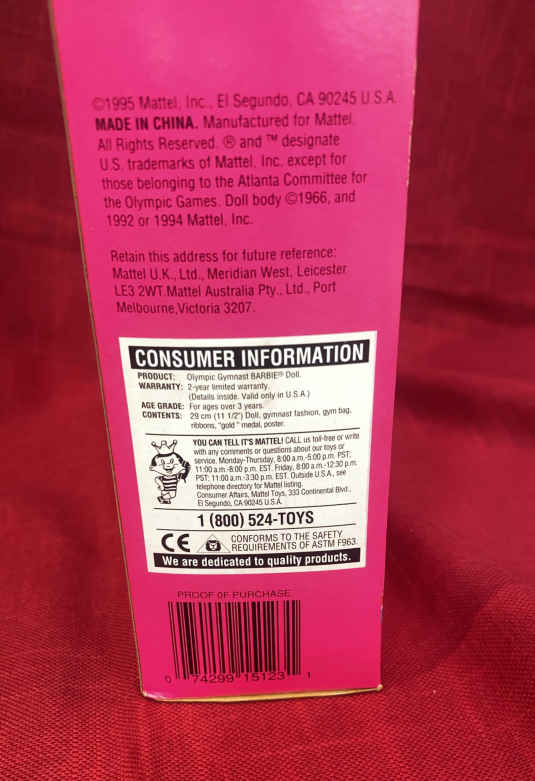 ©1995 Mattel, Inc., El Segundo, CA 90245 U.S.A.
MADE IN CHINA. Manufactured for Mattel.
All Rights Reserved. ® and ™ designate
U.S. trademarks of Mattel, Inc. except for
those belonging to the Atlanta Committee for
the Olympic Games. Doll body ©1966, and
1992 or 1994 Mattel, Inc.
Retain this address for future reference:
Mattel U.K., Ltd., Meridian West, Leicester
LE3 2WT. Mattel Australia Pty., Ltd., Port
Melbourne, Victoria 3207.
CONSUMER INFORMATION
PRODUCT: Olympic Gymnast BARBIE® Doll.
WARRANTY: 2-year limited warranty.
(Details inside. Valid only in U.S.A.)
AGE GRADE: For ages over 3 years.
CONTENTS: 29 cm (11 1/2") Doll, gymnast fashion, gym bag,
ribbons, "gold" medal, poster.
YOU CAN TELL IT'S MATTEL! CALL us toll-free or write
with any comments or questions about our toys or
service. Monday-Thursday, 8:00 a.m.-5:00 p.m. PST;
11:00 a.m.-8:00 p.m. EST. Friday, 8:00 a.m.-12:30 p.m.
PST; 11:00 a.m.-3:30 p.m. EST. Outside U.S.A., see
telephone directory for Mattel listing.
Consumer Affairs, Mattel Toys, 333 Continental Blvd.,
El Segundo, CA 90245 U.S.A.
1 (800) 524-TOYS
CE
CONFORMS TO THE SAFETY
REQUIREMENTS OF ASTM F963.
We are dedicated to quality products.
PROOF OF PURCHASE
0 74299 15123 1